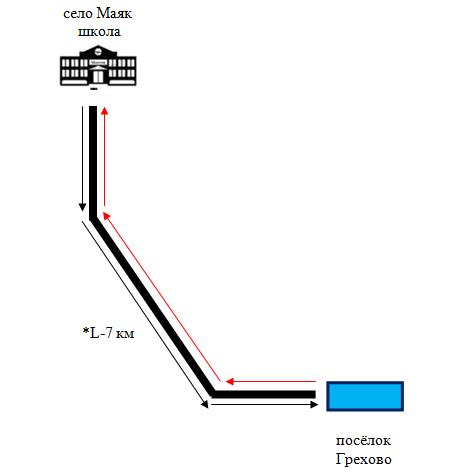 село Маяк
школа
*L-7 км
посёлок
Грехово